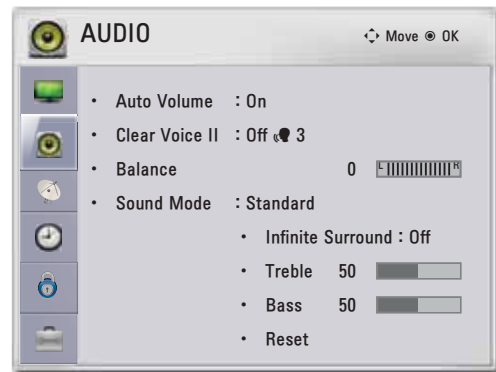 AUDIO Move OK
• Auto Volume : On
• Clear Voice II : Off 3
• Balance 0 L R
• Sound Mode : Standard
• Infinite Surround : Off
• Treble 50
• Bass 50
• Reset